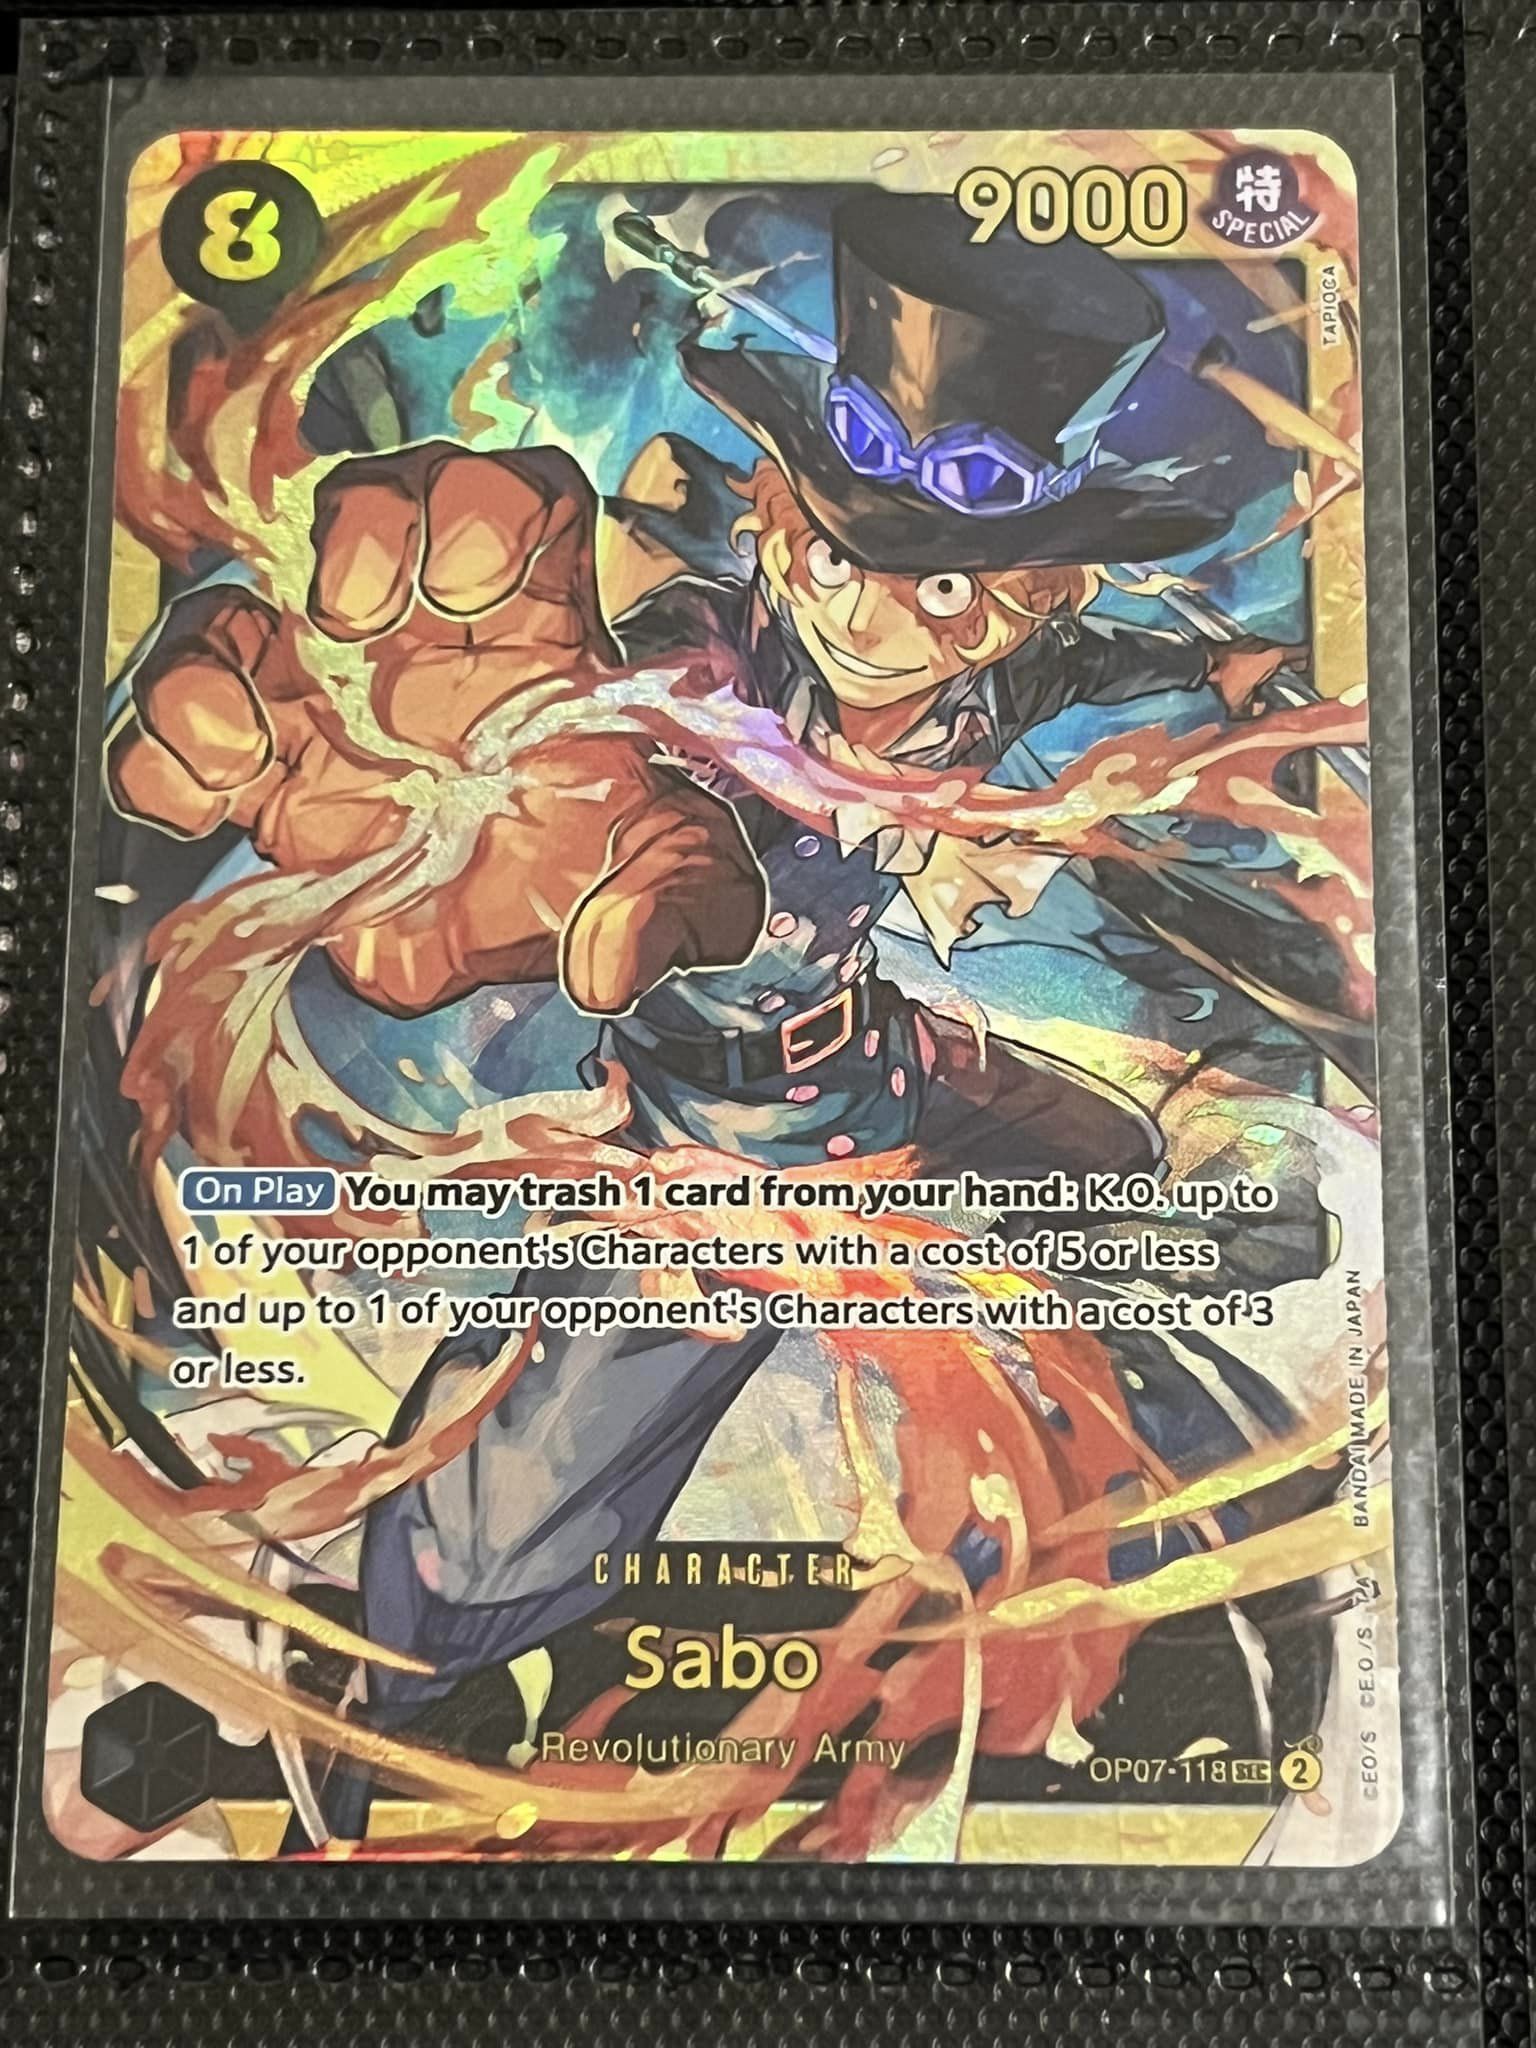 8
9000
特
SPECIAL
TAPIOCA
On Play You may trash 1 card from your hand: K.O. up to
1 of your opponent's Characters with a cost of 5 or less
and up to 1 of your opponent's Characters with a cost of 3
or less.
BANDAI MADE IN JAPAN
CHARACTER
Sabo
Revolutionary Army
OP07-118 SEC 2
©EO/S ©E.O./S.,T,A